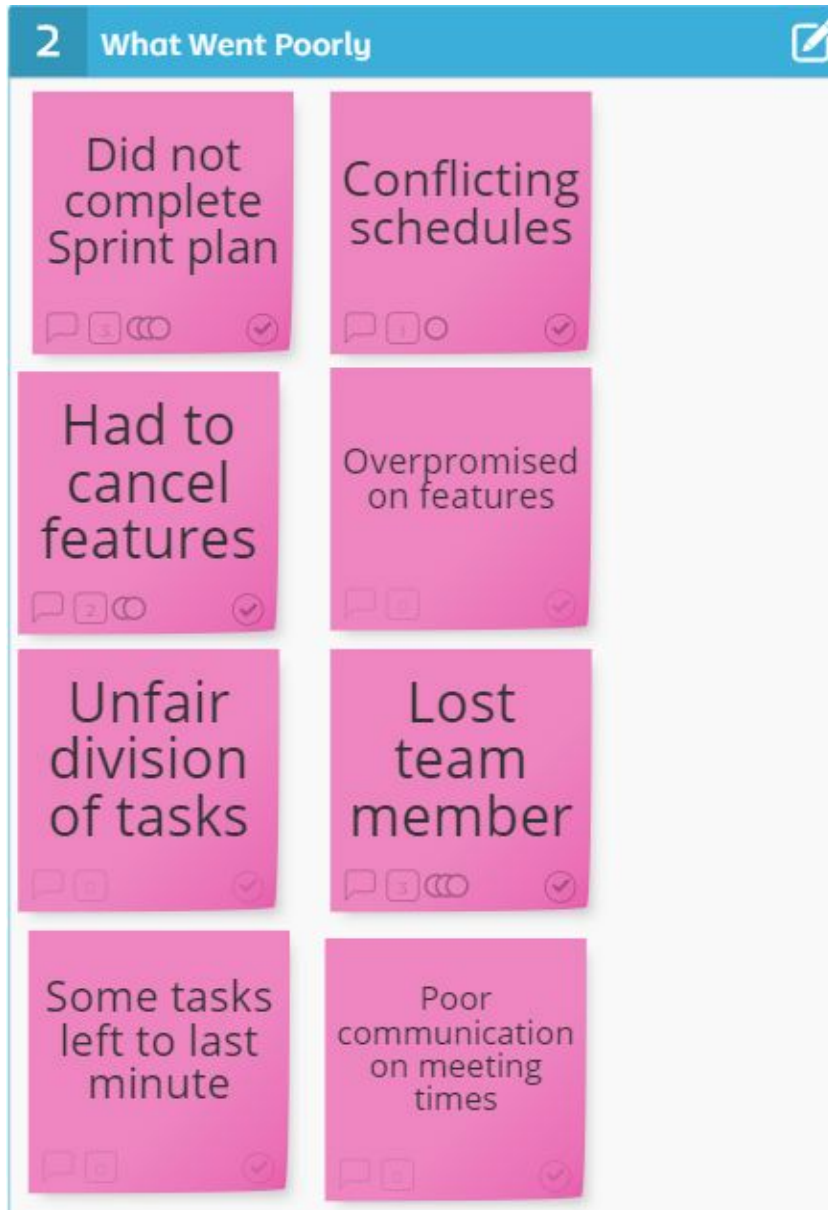 2 What Went Poorly
Did not
complete
Sprint plan
3
Conflicting
schedules
1
Had to
cancel
features
2
Overpromised
on features
0
Unfair
division
of tasks
0
Lost
team
member
3
Some tasks
left to last
minute
0
Poor
communication
on meeting
times
0